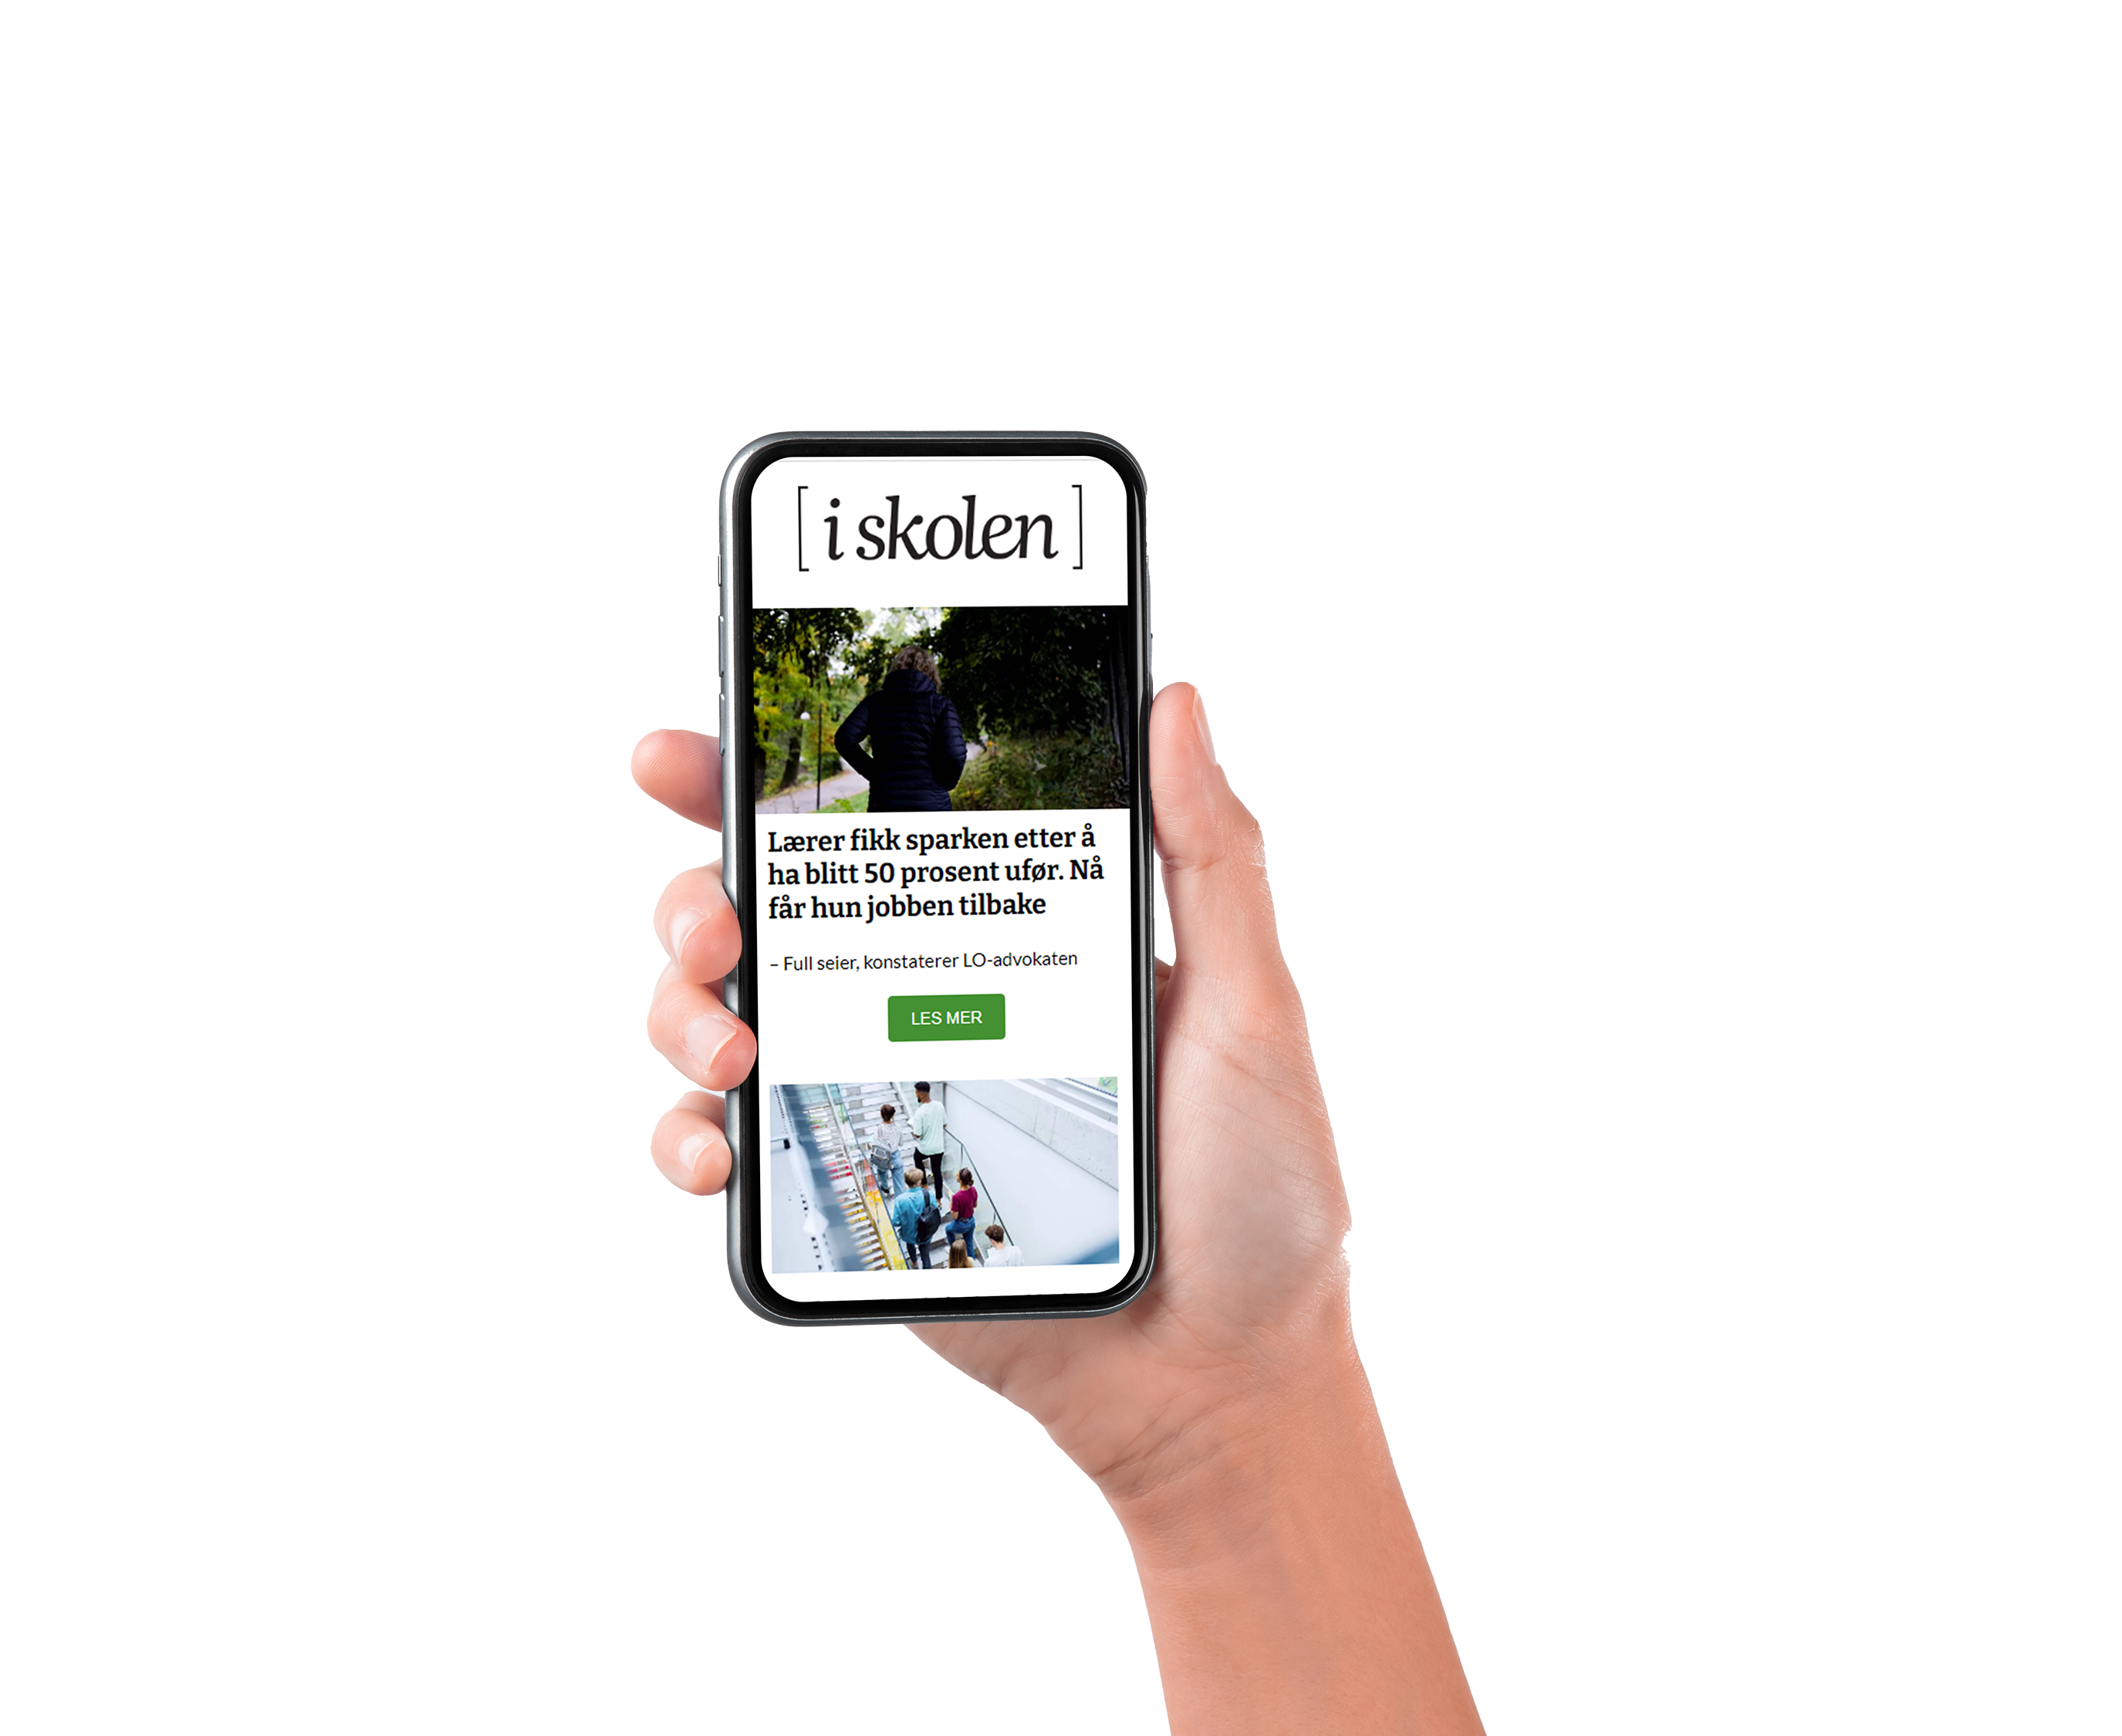 [ i skolen ]
Lærer fikk sparken etter å
ha blitt 50 prosent ufør. Nå
får hun jobben tilbake
– Full seier, konstaterer LO-advokaten
LES MER